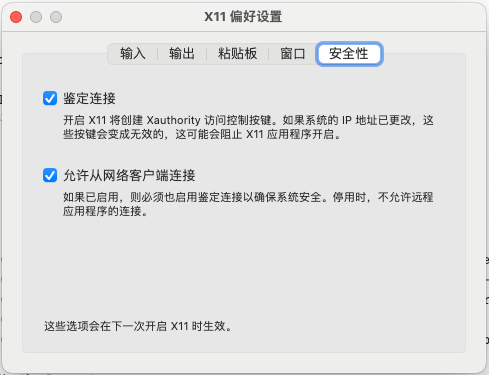 X11 偏好设置
输入 输出 粘贴板 窗口 安全性
鉴定连接
开启 X11 将创建 Xauthority 访问控制按键。如果系统的 IP 地址已更改，这
些按键会变成无效的，这可能会阻止 X11 应用程序开启。
允许从网络客户端连接
如果已启用，则必须也启用鉴定连接以确保系统安全。停用时，不允许远程
应用程序的连接。
这些选项会在下一次开启 X11 时生效。